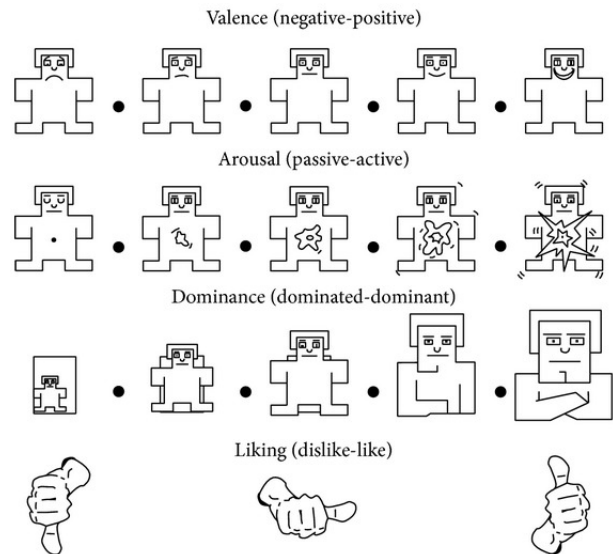 Valence (negative-positive)
Arousal (passive-active)
Dominance (dominated-dominant)
Liking (dislike-like)